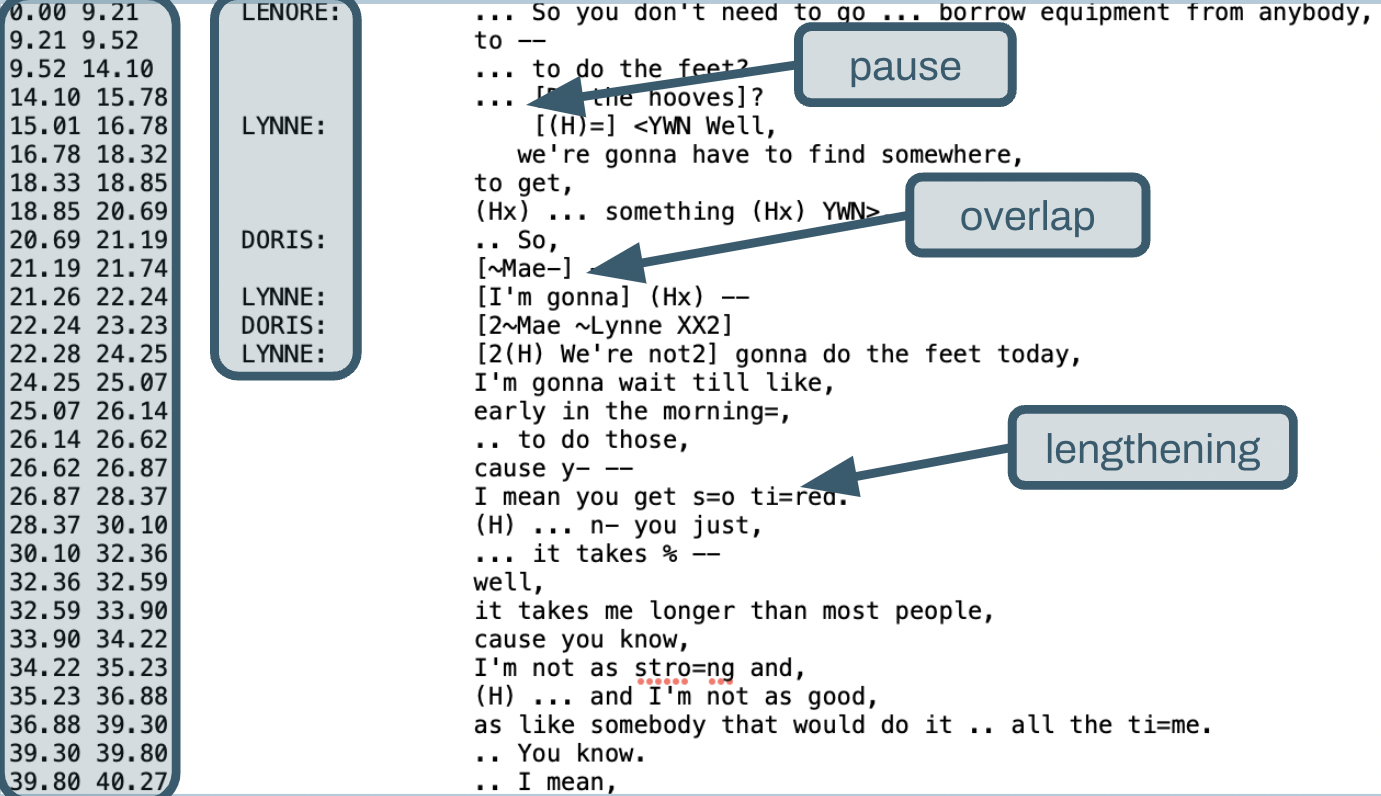 0.00 9.21 LENORE: ... So you don't need to go ... borrow equipment from anybody,
9.21 9.52 to --
9.52 14.10 ... to do the feet?
14.10 15.78 ... the hooves]?
15.01 16.78 LYNNE: [(H)=] <YWN Well,
16.78 18.32 we're gonna have to find somewhere,
18.33 18.85 to get,
18.85 20.69 (Hx) ... something (Hx) YWN>
20.69 21.19 DORIS: .. So,
21.19 21.74 [~Mae-]
21.26 22.24 LYNNE: [I'm gonna] (Hx) --
22.24 23.23 DORIS: [2~Mae ~Lynne XX2]
22.28 24.25 LYNNE: [2(H) We're not2] gonna do the feet today,
24.25 25.07 I'm gonna wait till like,
25.07 26.14 early in the morning=,
26.14 26.62 .. to do those,
26.62 26.87 cause y- --
26.87 28.37 I mean you get s=o ti=red.
28.37 30.10 (H) ... n- you just,
30.10 32.36 ... it takes % --
32.36 32.59 well,
32.59 33.90 it takes me longer than most people,
33.90 34.22 cause you know,
34.22 35.23 I'm not as stro=ng and,
35.23 36.88 (H) ... and I'm not as good,
36.88 39.30 as like somebody that would do it .. all the ti=me.
39.30 39.80 .. You know.
39.80 40.27 .. I mean,
pause
overlap
lengthening